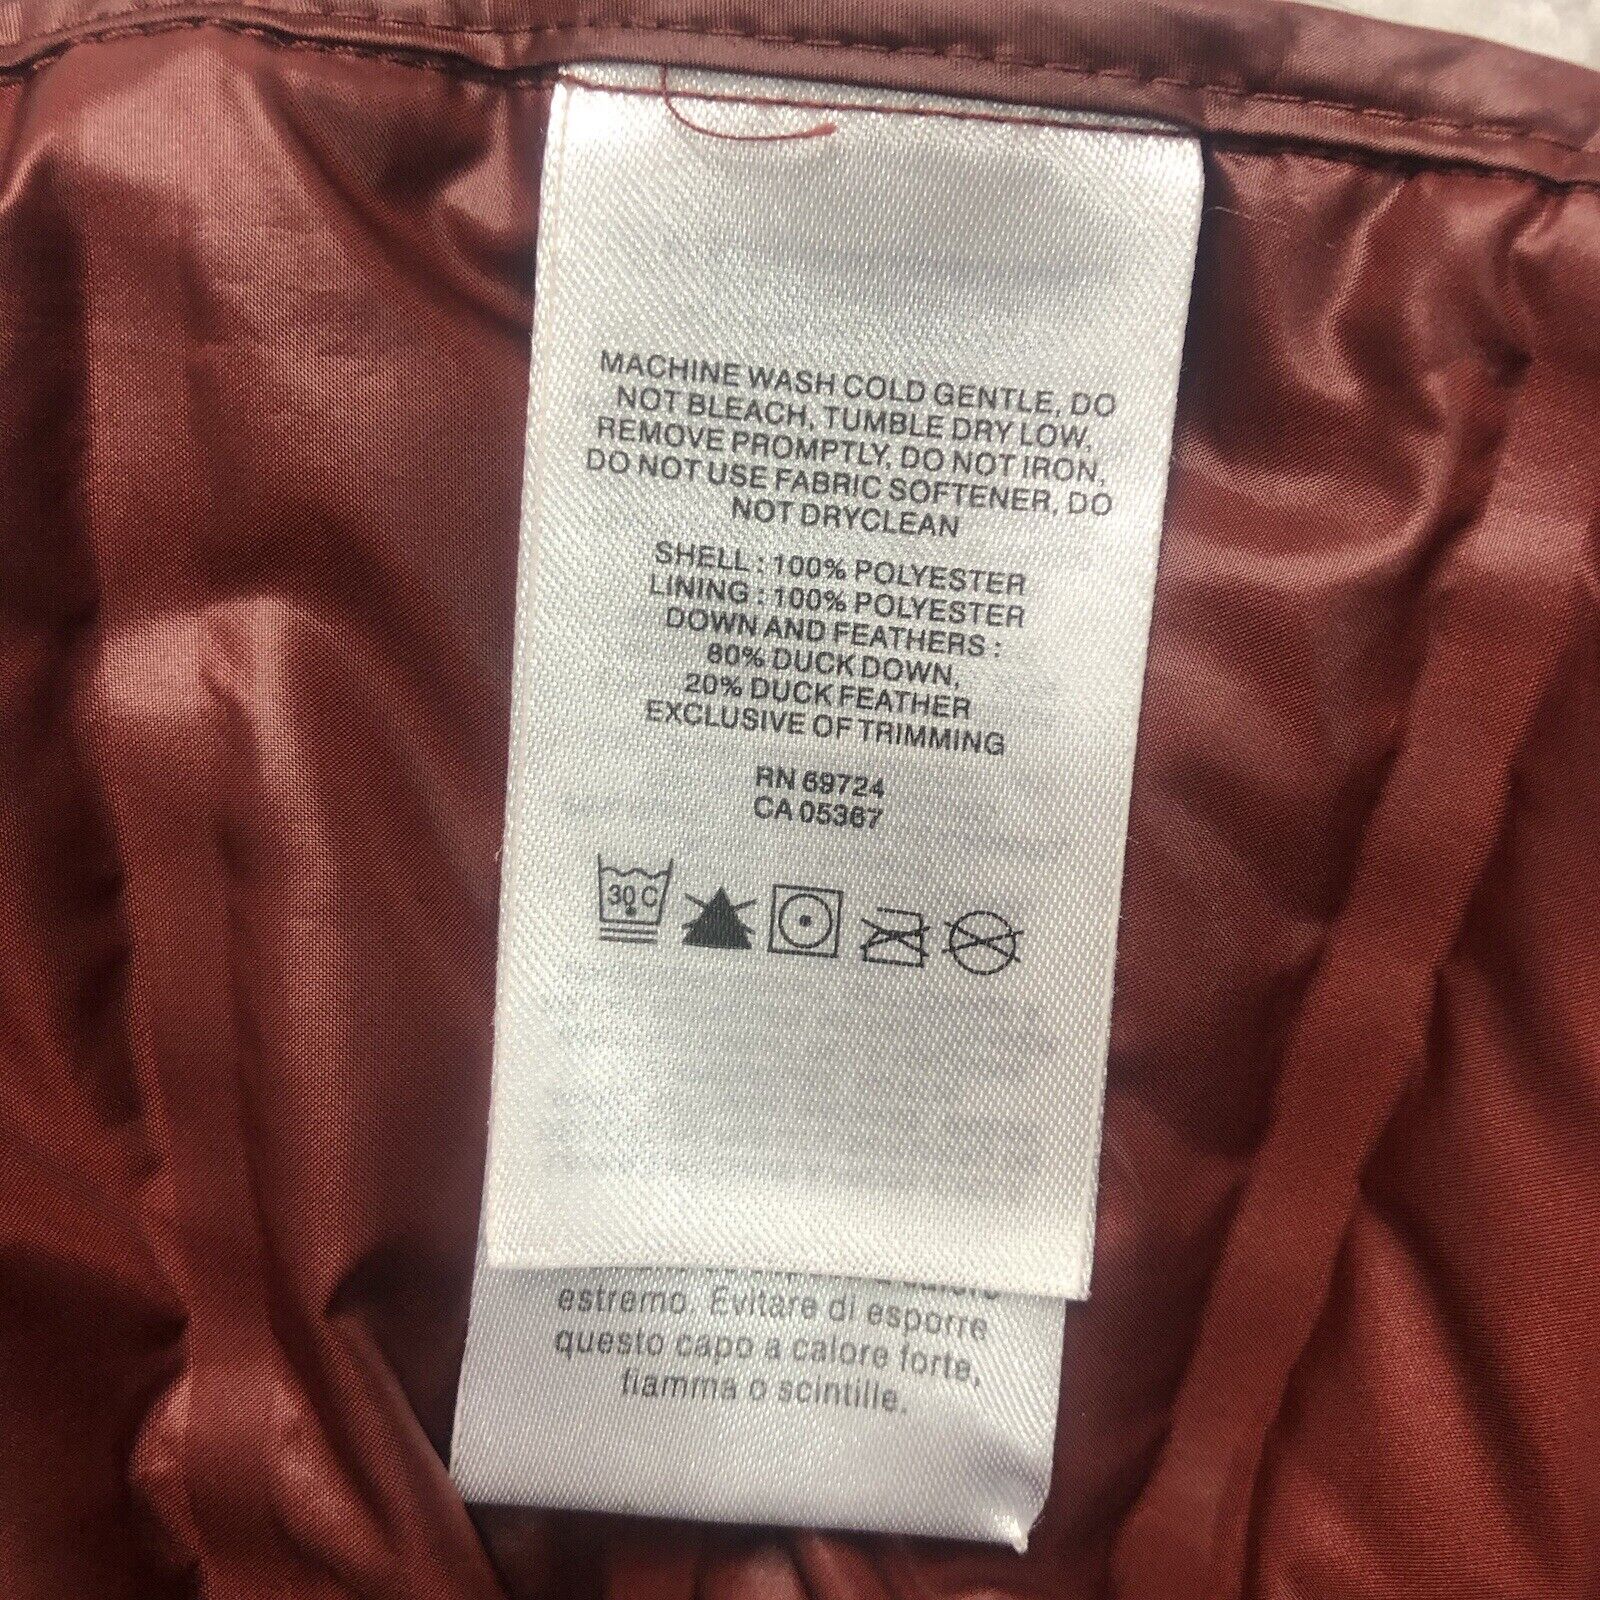 MACHINE WASH COLD GENTLE, DO
NOT BLEACH, TUMBLE DRY LOW,
REMOVE PROMPTLY, DO NOT IRON,
DO NOT USE FABRIC SOFTENER, DO
NOT DRYCLEAN
SHELL : 100% POLYESTER
LINING : 100% POLYESTER
DOWN AND FEATHERS :
80% DUCK DOWN,
20% DUCK FEATHER
EXCLUSIVE OF TRIMMING
RN 69724
CA 05367
30 C
estremo. Evitare di esporre
questo capo a calore forte,
fiamma o scintille.